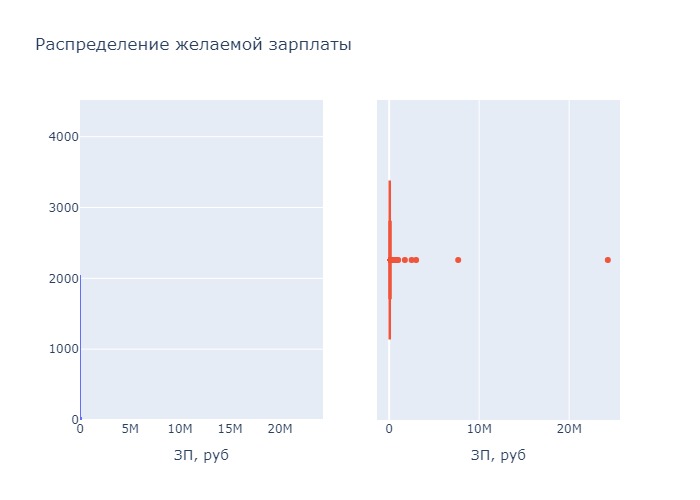 Распределение желаемой зарплаты
4000
3000
2000
1000
0
0 5M 10M 15M 20M
0 10M 20M
ЗП, руб
ЗП, руб